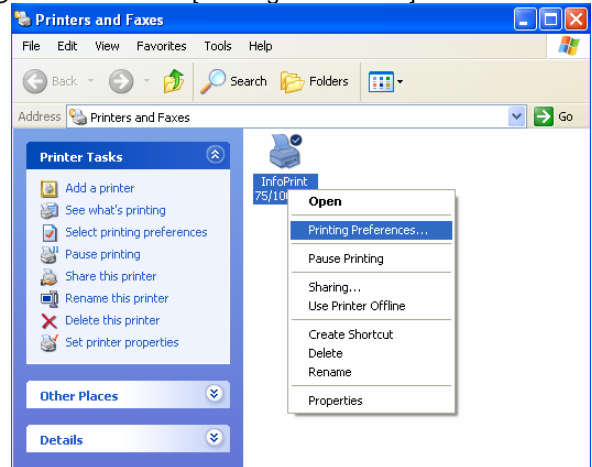 Printers and Faxes
File Edit View Favorites Tools Help
Back Search Folders
Address Printers and Faxes Go
Printer Tasks
Add a printer
See what's printing
Select printing preferences
Pause printing
Share this printer
Rename this printer
Delete this printer
Set printer properties
Other Places
Details
InfoPrint
75/10
Open
Printing Preferences...
Pause Printing
Sharing...
Use Printer Offline
Create Shortcut
Delete
Rename
Properties